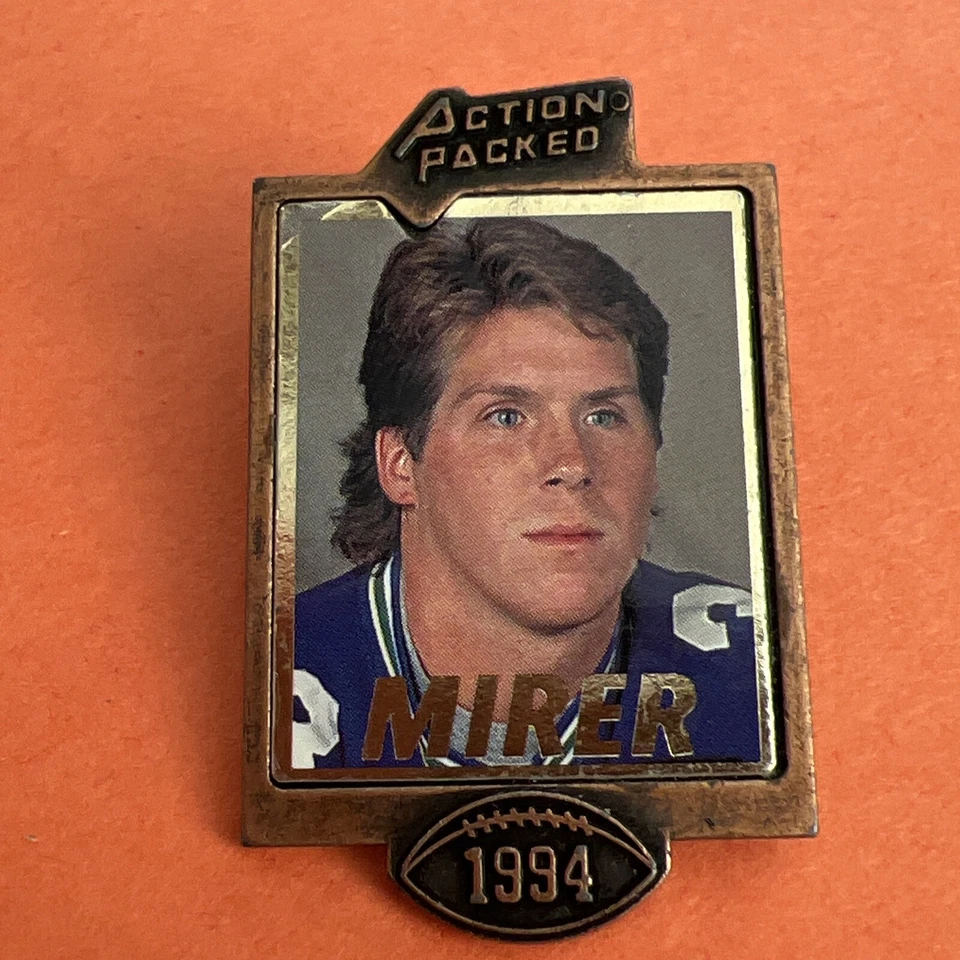 ACTION
PACKED
MIRER
1994